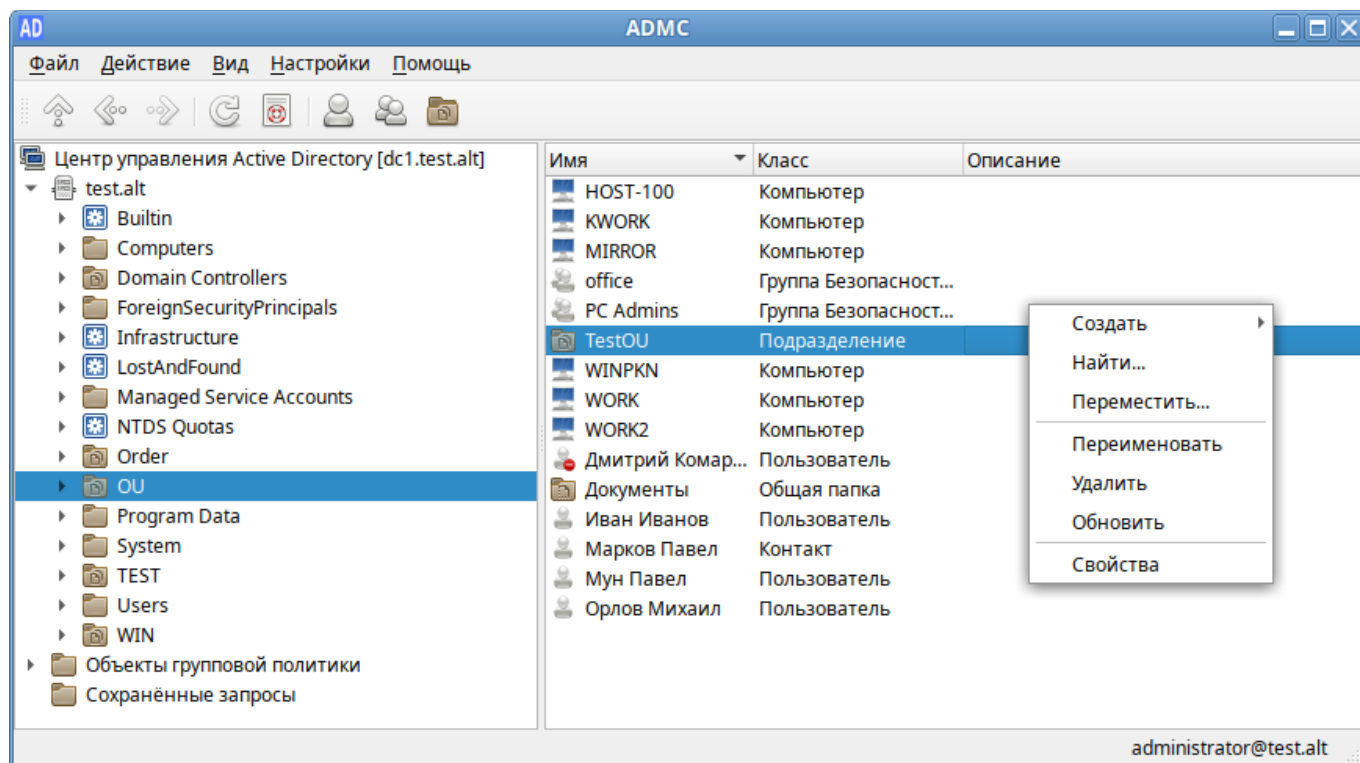 AD ADMC
Файл Действие Вид Настройки Помощь
Центр управления Active Directory [dc1.test.alt]
test.alt
Builtin
Computers
Domain Controllers
ForeignSecurityPrincipals
Infrastructure
LostAndFound
Managed Service Accounts
NTDS Quotas
Order
OU
Program Data
System
TEST
Users
WIN
Объекты групповой политики
Сохранённые запросы
Имя Класс Описание
HOST-100 Компьютер
KWORK Компьютер
MIRROR Компьютер
office Группа Безопасност...
PC Admins Группа Безопасност...
TestOU Подразделение
WINPKN Компьютер
WORK Компьютер
WORK2 Компьютер
Дмитрий Комар... Пользователь
Документы Общая папка
Иван Иванов Пользователь
Марков Павел Контакт
Мун Павел Пользователь
Орлов Михаил Пользователь
Создать
Найти...
Переместить...
Переименовать
Удалить
Обновить
Свойства
administrator@test.alt